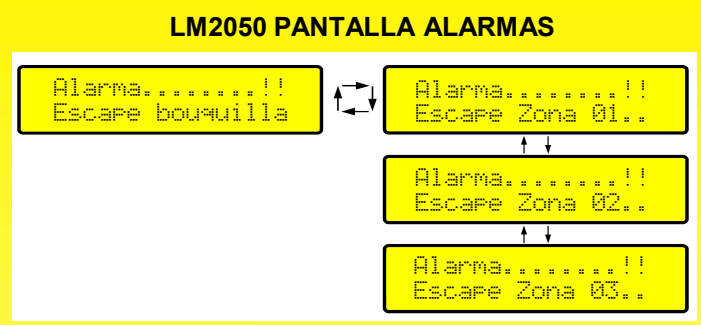 LM2050 PANTALLA ALARMAS
Alarma........!!
Escape bouquilla
Alarma........!!
Escape Zona 01..
Alarma........!!
Escape Zona 02..
Alarma........!!
Escape Zona 03..